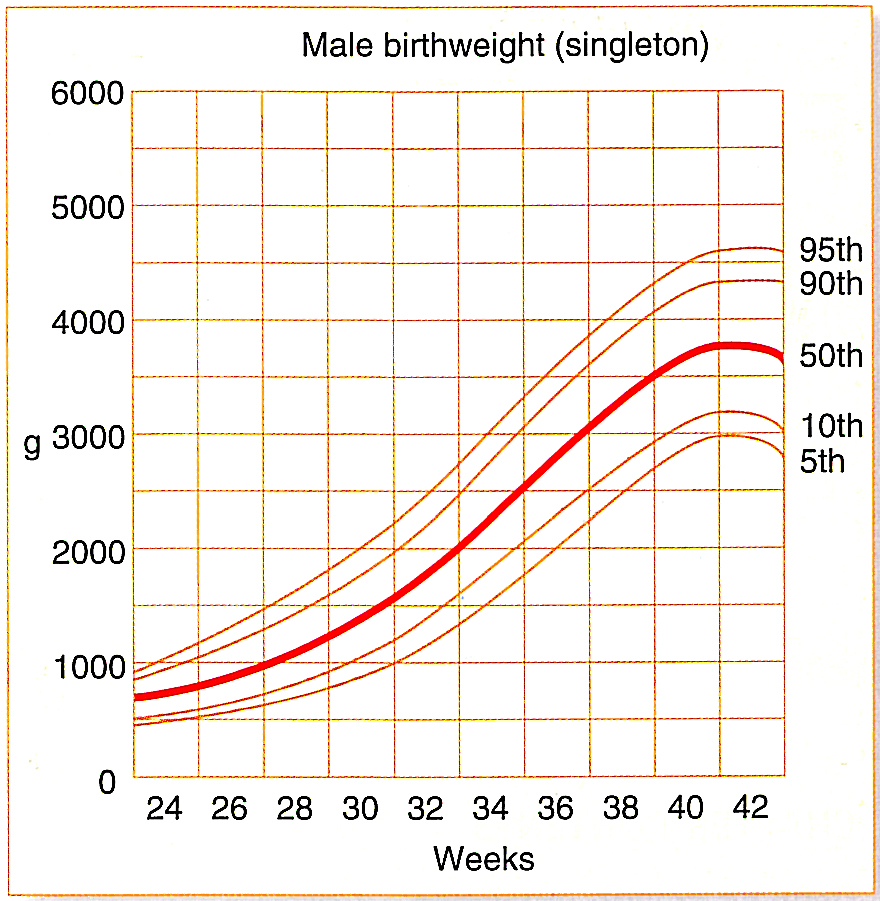 Male birthweight (singleton)
6000
5000
4000
g 3000
2000
1000
0
95th
90th
50th
10th
5th
24 26 28 30 32 34 36 38 40 42
Weeks